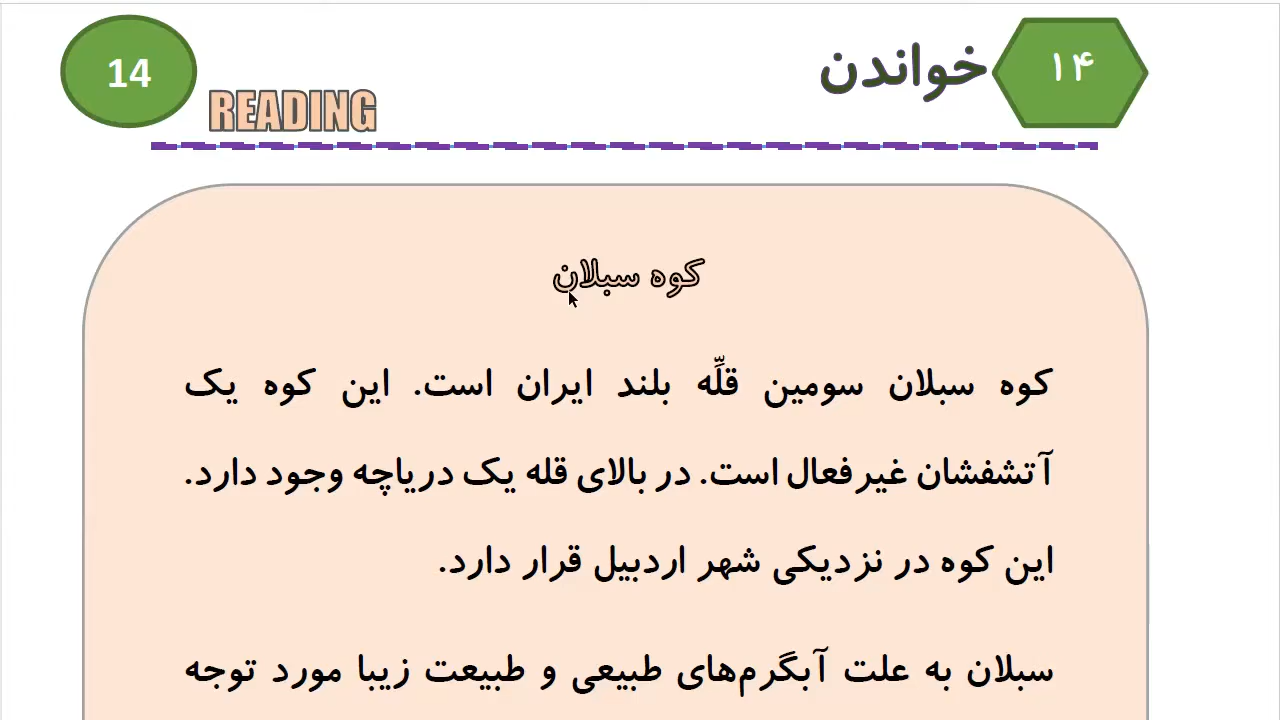 ۱۴
خواندن
14
READING
کوه سبلان
کوه سبلان سومین قلّه بلند ایران است. این کوه یک
آتشفشان غیرفعال است. در بالای قله یک دریاچه وجود دارد.
این کوه در نزدیکی شهر اردبیل قرار دارد.
سبلان به علت آبگرم‌های طبیعی و طبیعت زیبا مورد توجه